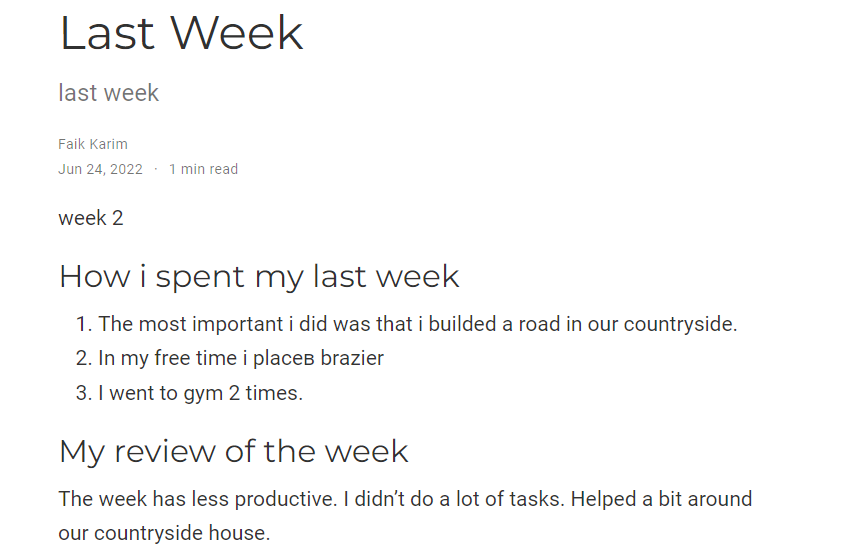 Last Week
last week
Faik Karim
Jun 24, 2022 · 1 min read
week 2
How i spent my last week
1. The most important i did was that i builded a road in our countryside.
2. In my free time i placeв brazier
3. I went to gym 2 times.
My review of the week
The week has less productive. I didn’t do a lot of tasks. Helped a bit around
our countryside house.